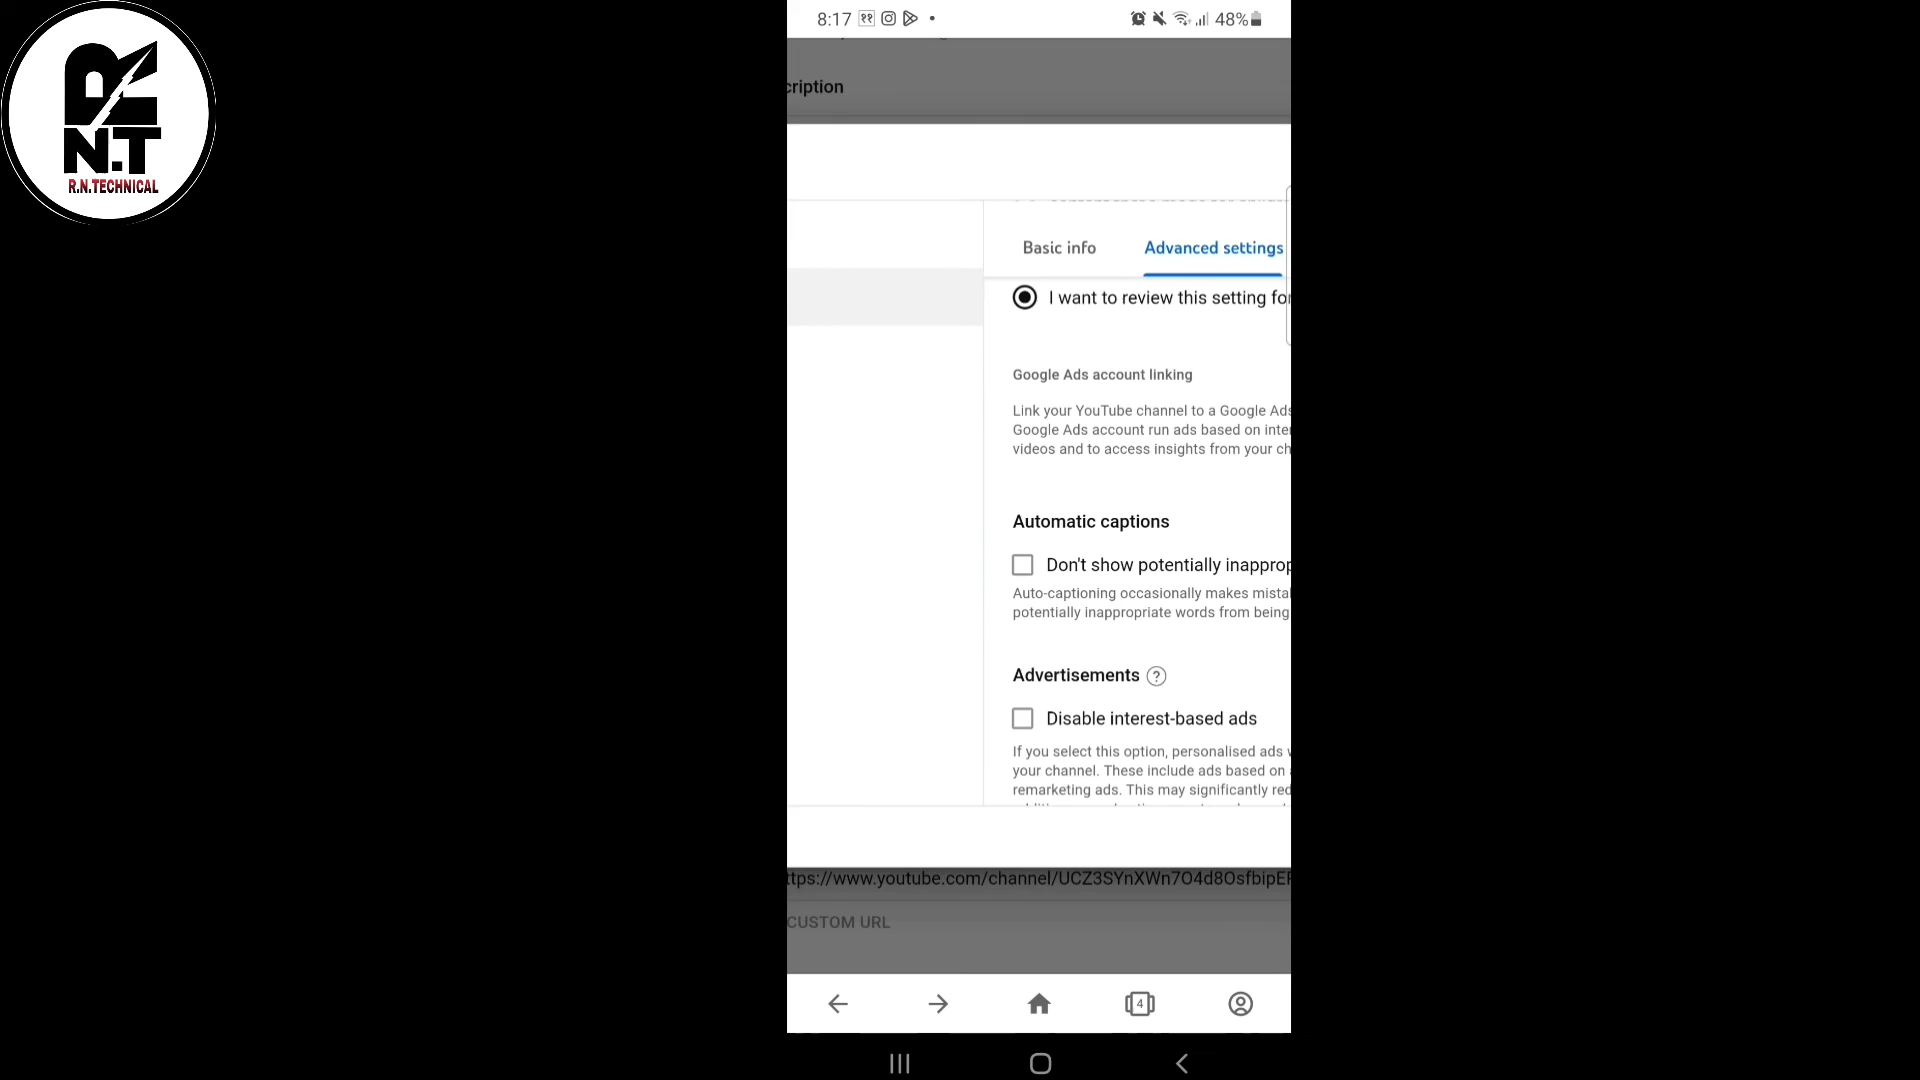 8:17
48%
cription
R
N.T
R.N.TECHNICAL
Basic info
Advanced settings
I want to review this setting for
Google Ads account linking
Link your YouTube channel to a Google Ads
Google Ads account run ads based on inte
videos and to access insights from your ch
Automatic captions
Don't show potentially inapprop
Auto-captioning occasionally makes mista
potentially inappropriate words from being
Advertisements ?
Disable interest-based ads
If you select this option, personalised ads
your channel. These include ads based on
remarketing ads. This may significantly red
ttps://www.youtube.com/channel/UCZ3SYnXWn7O4d8OsfbipE
CUSTOM URL
4